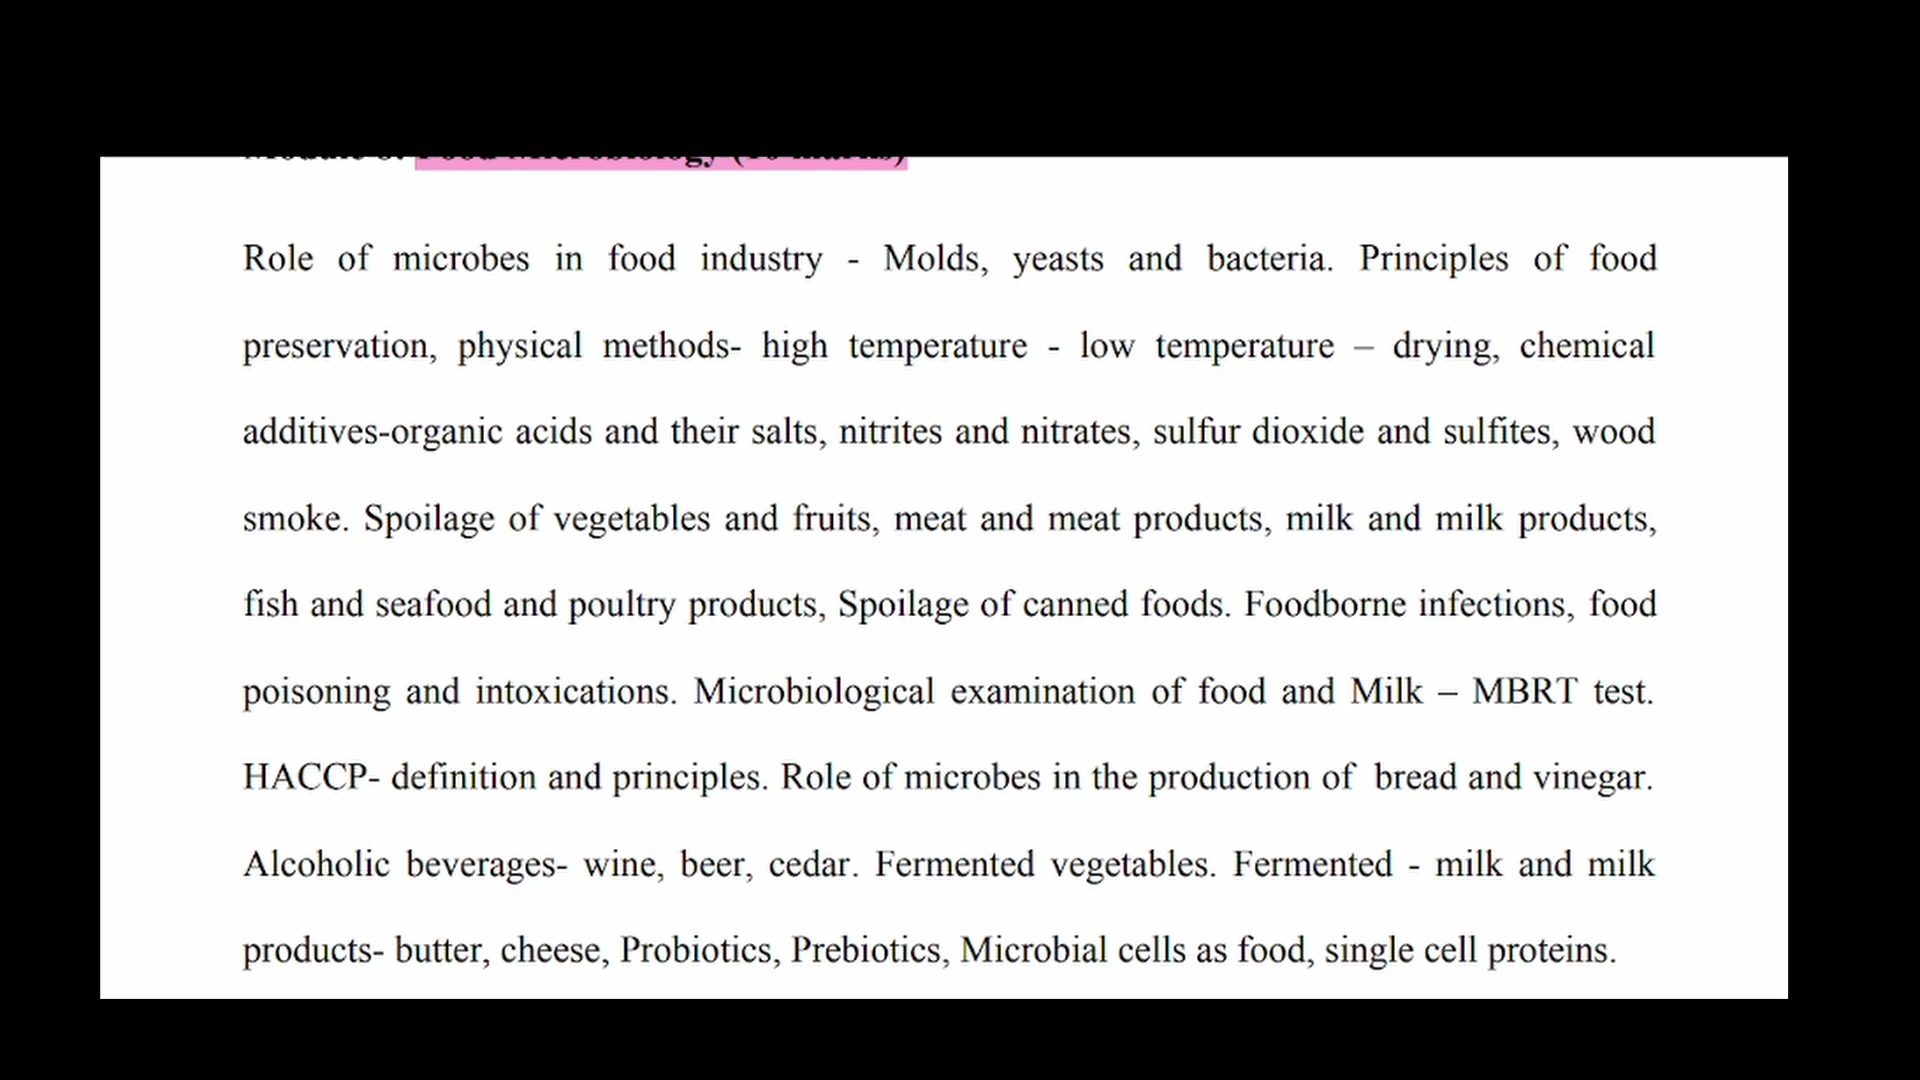 Food Microbiology
Role of microbes in food industry - Molds, yeasts and bacteria. Principles of food
preservation, physical methods- high temperature - low temperature – drying, chemical
additives-organic acids and their salts, nitrites and nitrates, sulfur dioxide and sulfites, wood
smoke. Spoilage of vegetables and fruits, meat and meat products, milk and milk products,
fish and seafood and poultry products, Spoilage of canned foods. Foodborne infections, food
poisoning and intoxications. Microbiological examination of food and Milk – MBRT test.
HACCP- definition and principles. Role of microbes in the production of bread and vinegar.
Alcoholic beverages- wine, beer, cedar. Fermented vegetables. Fermented - milk and milk
products- butter, cheese, Probiotics, Prebiotics, Microbial cells as food, single cell proteins.